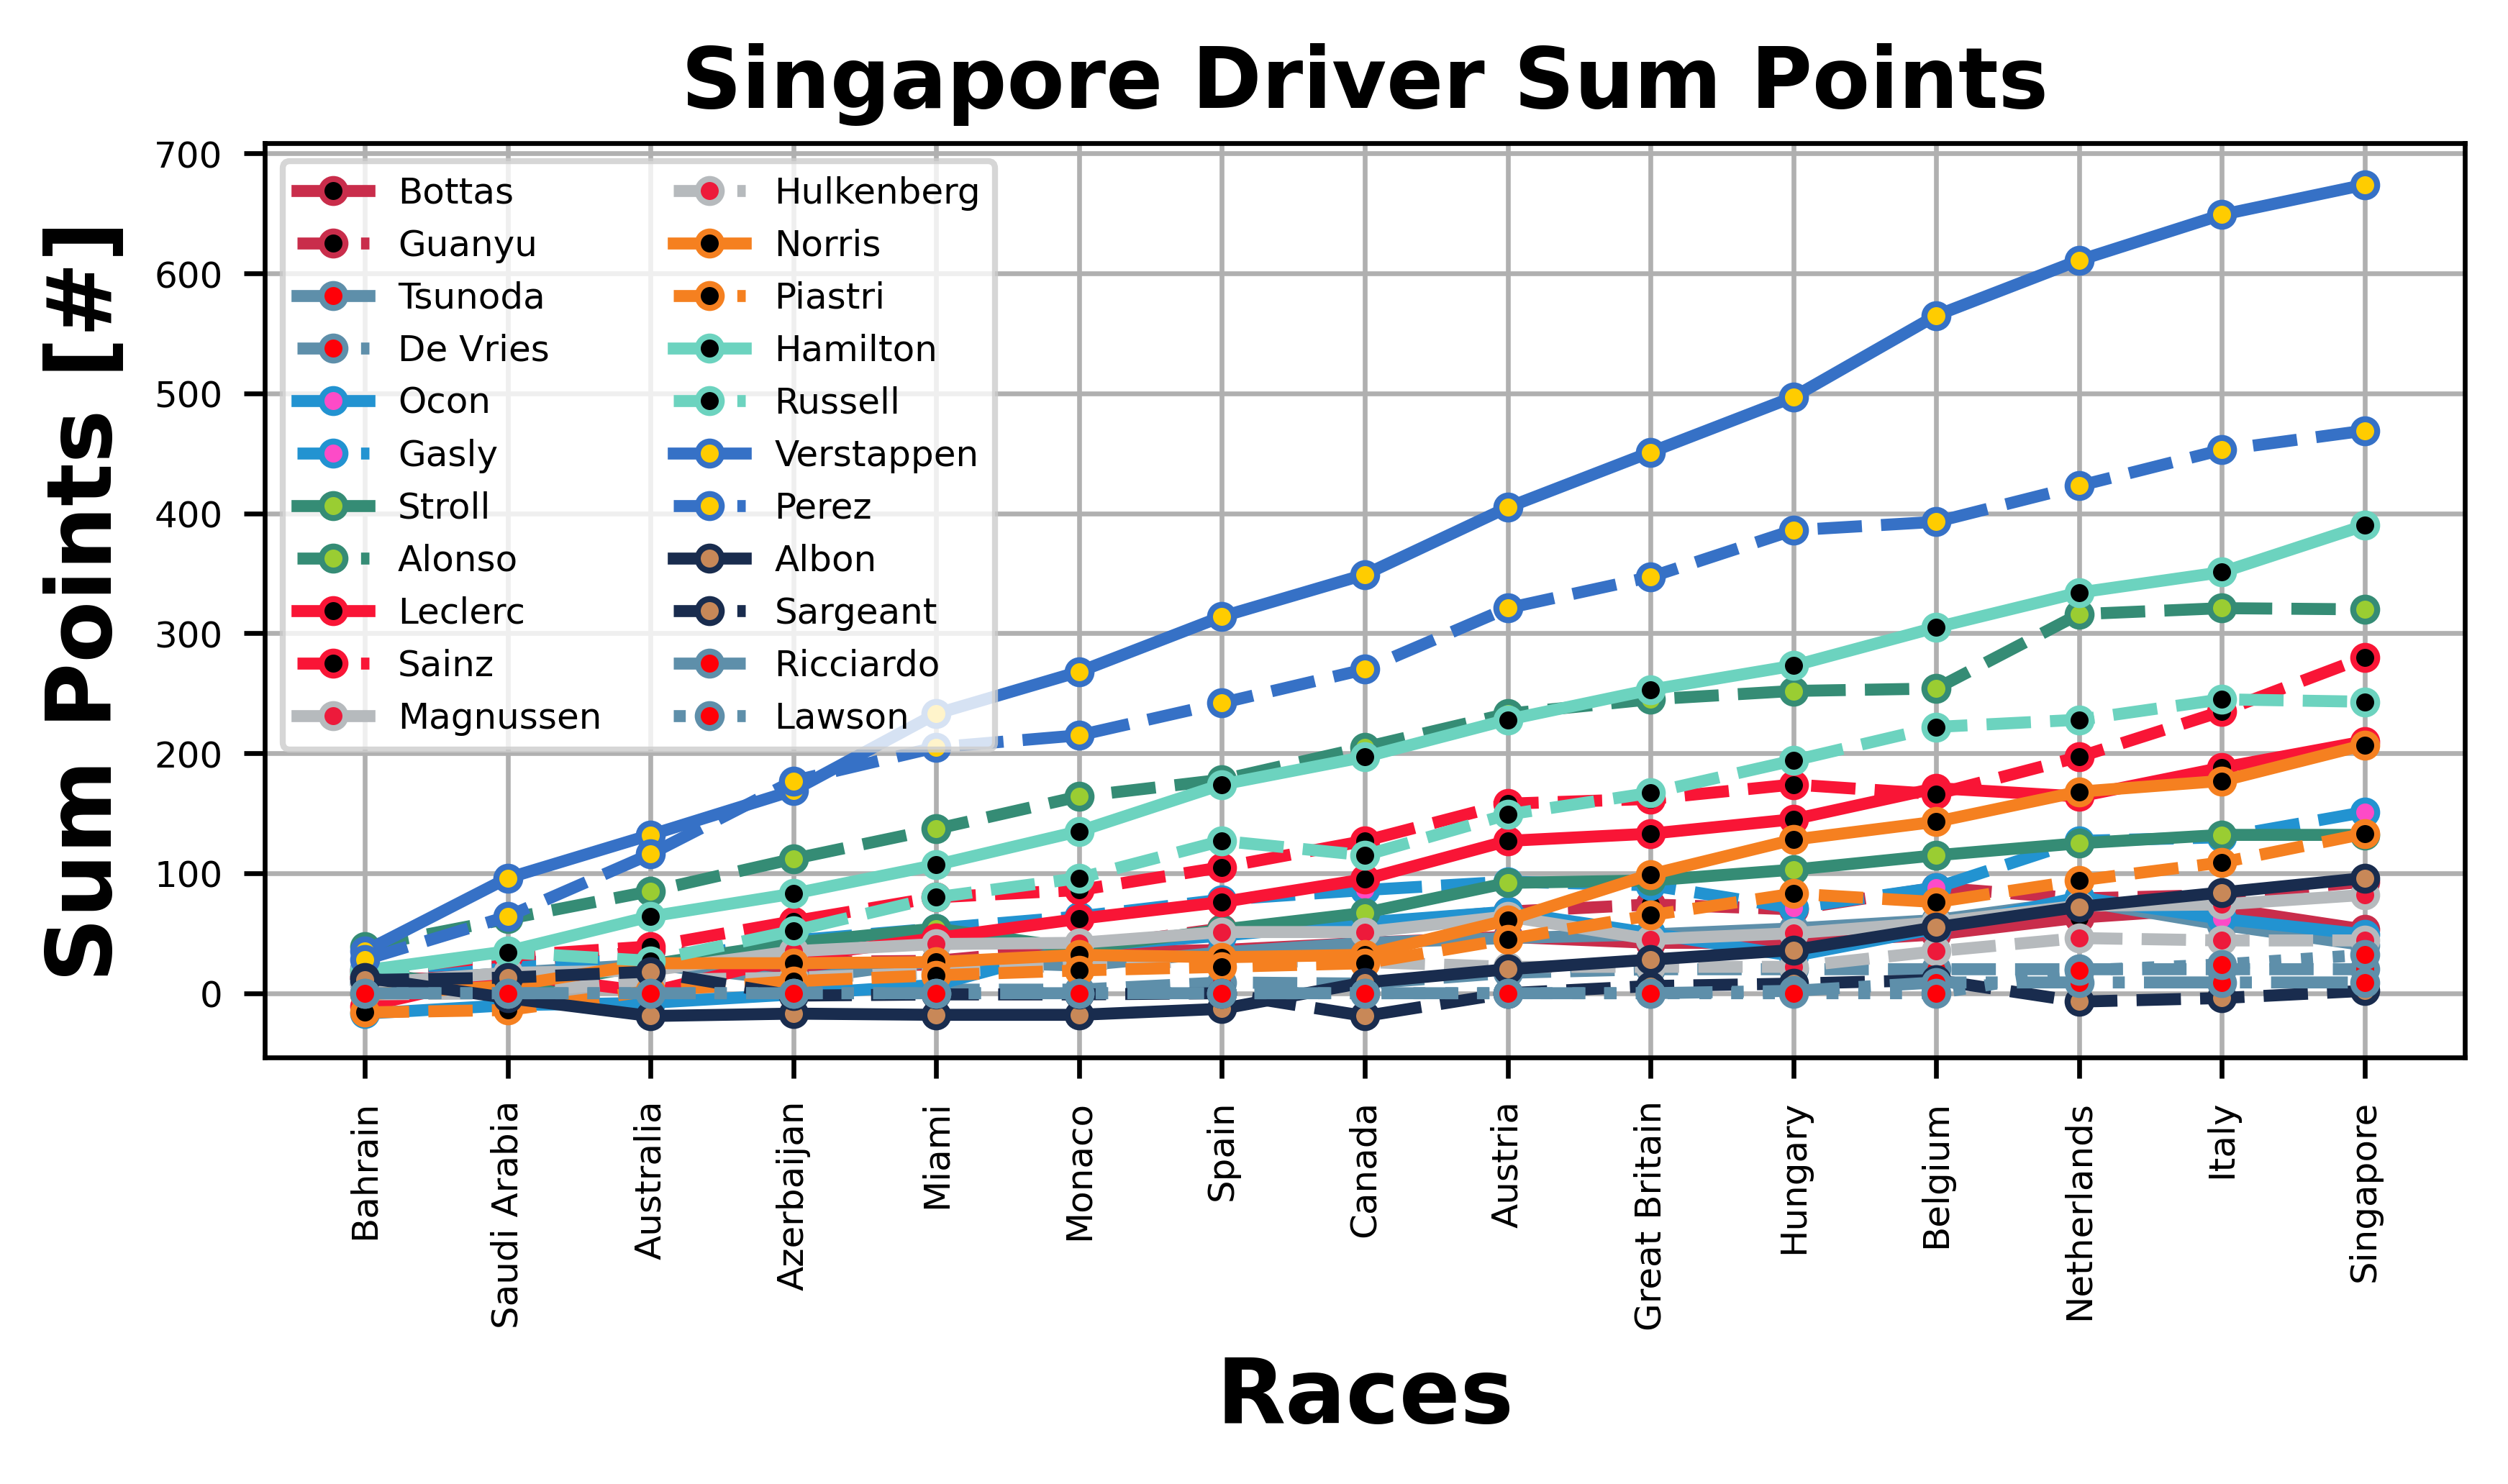 Singapore Driver Sum Points
Sum Points [#]
700
600
500
400
300
200
100
0
Bottas
Guanyu
Tsunoda
De Vries
Ocon
Gasly
Stroll
Alonso
Leclerc
Sainz
Magnussen
Hulkenberg
Norris
Piastri
Hamilton
Russell
Verstappen
Perez
Albon
Sargeant
Ricciardo
Lawson
Bahrain
Saudi Arabia
Australia
Azerbaijan
Miami
Monaco
Spain
Canada
Austria
Great Britain
Hungary
Belgium
Netherlands
Italy
Singapore
Races